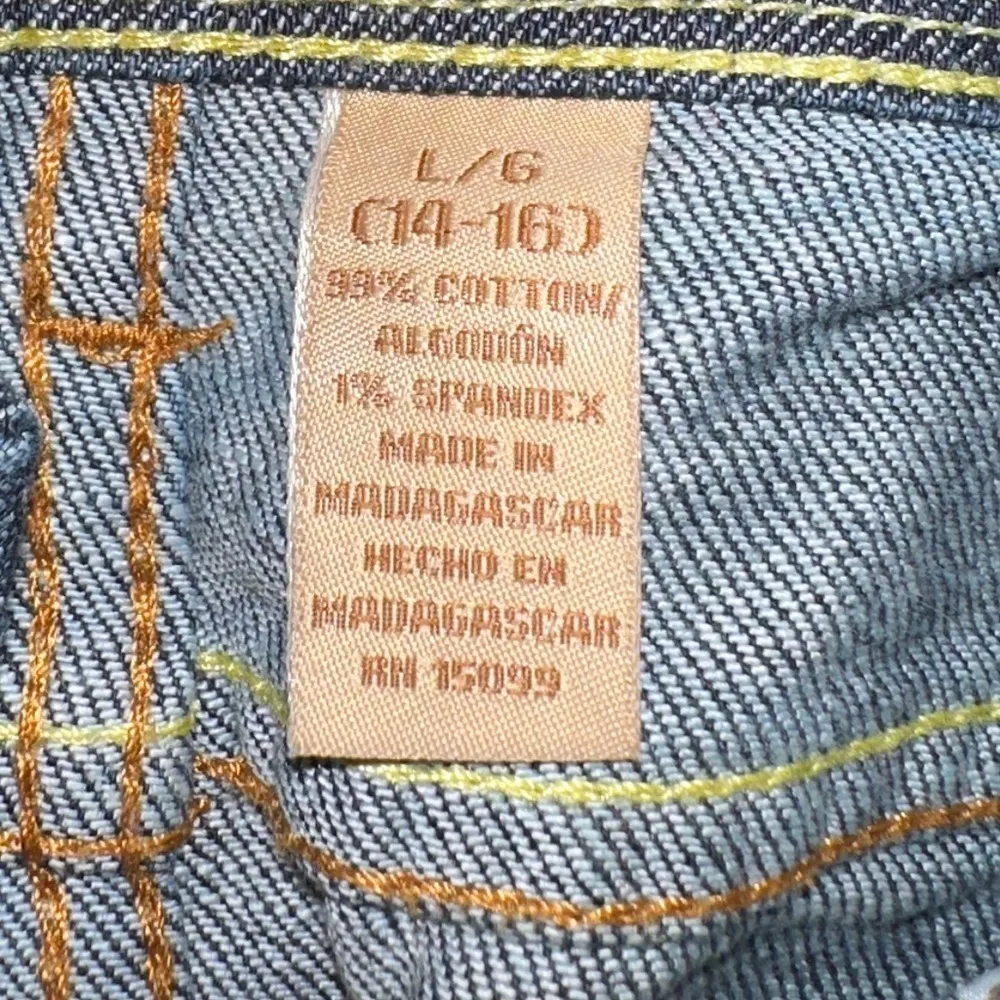 L/G
(14-16)
99% COTTON/
ALGODÓN
1% SPANDEX
MADE IN
MADAGASCAR
HECHO EN
MADAGASCAR
RN 15099